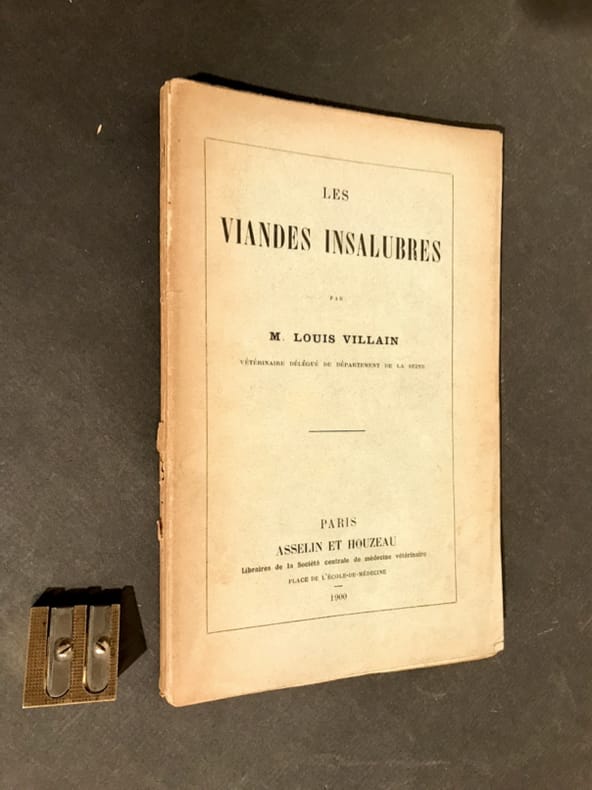 LES
VIANDES INSALUBRES
PAR
M. LOUIS VILLAIN
VÉTÉRINAIRE DÉLÉGUÉ DE DÉPARTEMENT DE LA SEINE
PARIS
ASSELIN ET HOUZEAU
Libraires de la Société centrale de médecine vétérinaire
PLACE DE L'ÉCOLE-DE-MÉDECINE
1900